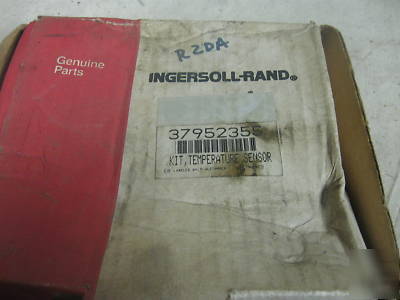 R2DA
Genuine
Parts
INGERSOLL-RAND®
37952355
KIT, TEMPERATURE SENSOR